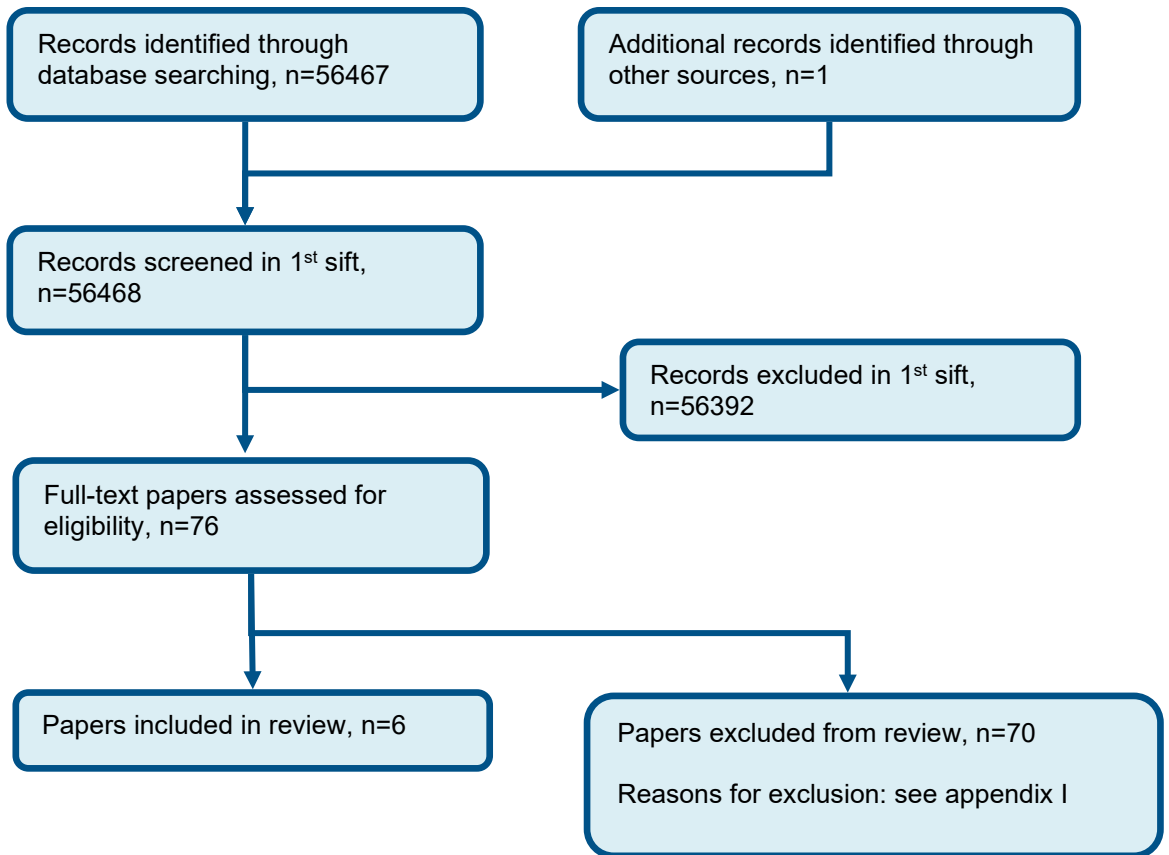 Records identified through
database searching, n=56467
Additional records identified through
other sources, n=1
Records screened in 1st sift,
n=56468
Records excluded in 1st sift,
n=56392
Full-text papers assessed for
eligibility, n=76
Papers included in review, n=6
Papers excluded from review, n=70
Reasons for exclusion: see appendix I